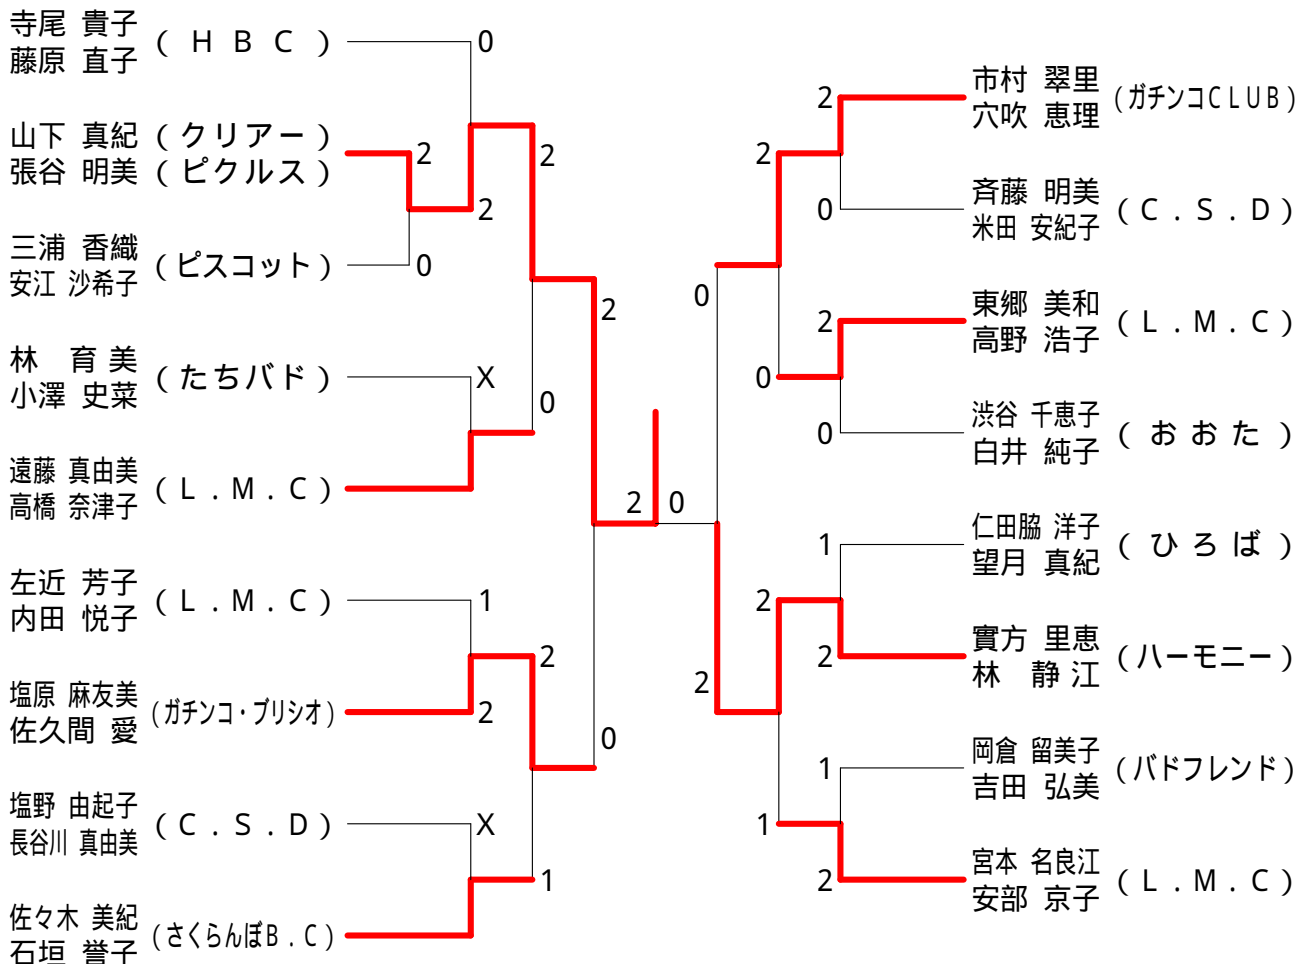 寺尾 貴子
藤原 直子
(ＨＢＣ)
0
山下 真紀
張谷 明美
(クリアー)
(ピクルス)
2
2
2
三浦 香織
安江 沙希子
(ピスコット)
0
2
林 育美
小澤 史菜
(たちバド)
X
0
遠藤 真由美
高橋 奈津子
(Ｌ．Ｍ．Ｃ)
2 0
左近 芳子
内田 悦子
(Ｌ．Ｍ．Ｃ)
1
2
塩原 麻友美
佐久間 愛
(ガチンコ・ブリシオ)
2
0
塩野 由起子
長谷川 真由美
(Ｃ．Ｓ．Ｄ)
X
1
佐々木 美紀
石垣 誉子
(さくらんぼＢ．Ｃ)
2
市村 翠里
穴吹 恵理
(ガチンコＣＬＵＢ)
2
0
斉藤 明美
米田 安紀子
(Ｃ．Ｓ．Ｄ)
0
2
東郷 美和
高野 浩子
(Ｌ．Ｍ．Ｃ)
0
0
渋谷 千恵子
白井 純子
(おおた)
1
仁田脇 洋子
望月 真紀
(ひろば)
2
2
2
實方 里恵
林 静江
(ハーモニー)
1
岡倉 留美子
吉田 弘美
(バドフレンド)
1
2
宮本 名良江
安部 京子
(Ｌ．Ｍ．Ｃ)